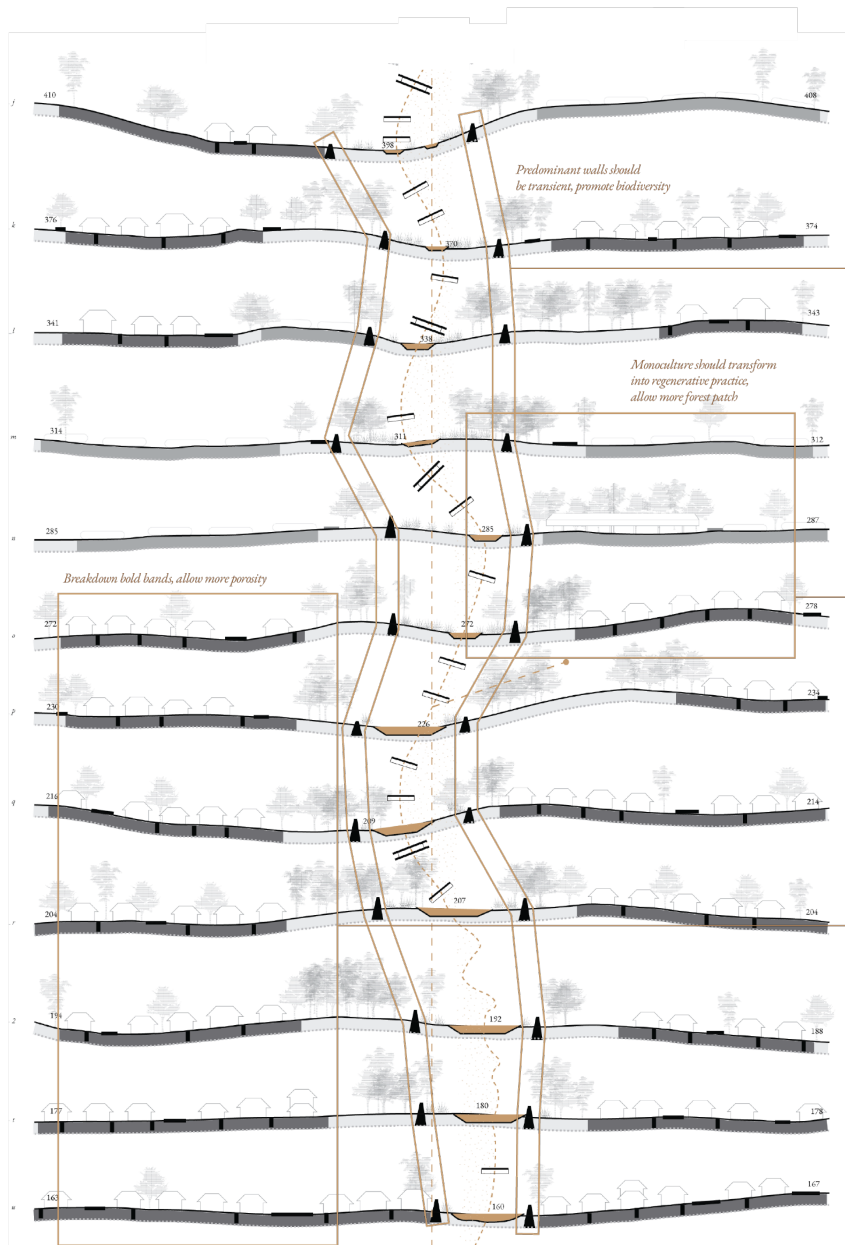 410
408
j
398
Predominant walls should
be transient, promote biodiversity
376
374
k
370
341
343
l
338
Monoculture should transform
into regenerative practice,
allow more forest patch
314
311
312
m
285
285
287
n
Breakdown bold bands, allow more porosity
272
272
278
o
230
226
234
p
216
209
214
q
204
207
204
r
194
192
188
2
177
180
178
t
163
160
167
u